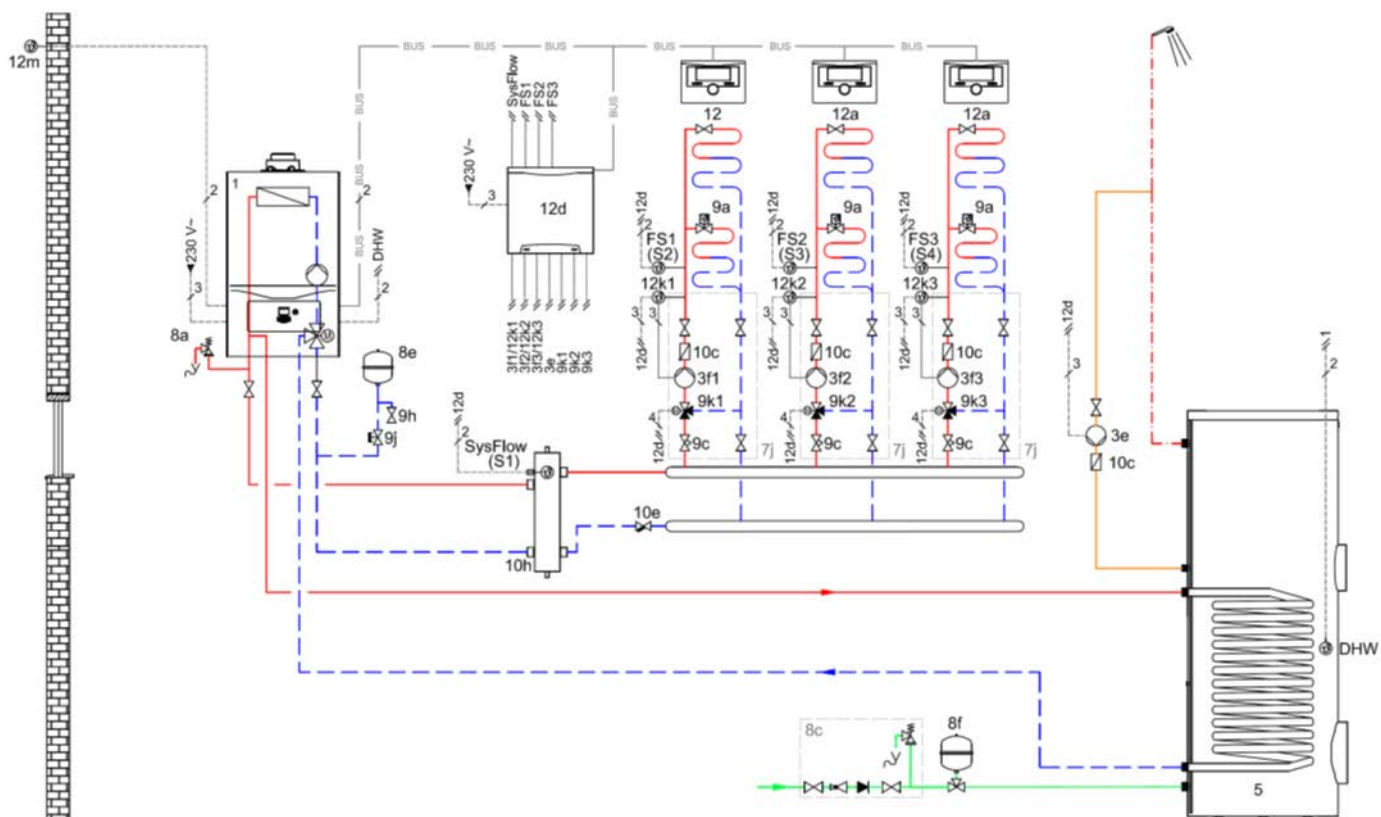 BUS BUS BUS BUS BUS BUS BUS
12m
SysFlow
FS1
FS2
FS3
BUS
BUS
12 12a 12a
1
2
2
230 V~
3
12d
230 V~
3
BUS
DHW
2
12d
2
9a
FS1
(S2)
12d
2
9a
FS2
(S3)
12d
2
9a
FS3
(S4)
12k1 12k2 12k3
3 3
3 3
3 3
12d 12d 12d
8a
8e
9h
9j
3f1/12k1
3f2/12k2
3f3/12k3
3e
9k1
9k2
9k3
10c 10c 10c
3f1 3f2 3f3
9k1 9k2 9k3
4 4 4
12d 12d 12d
9c 9c 9c
7j 7j 7j
12d
3
3e
10c
1
2
12d
2
SysFlow
(S1)
10e
10h
DHW
8c
8f
5